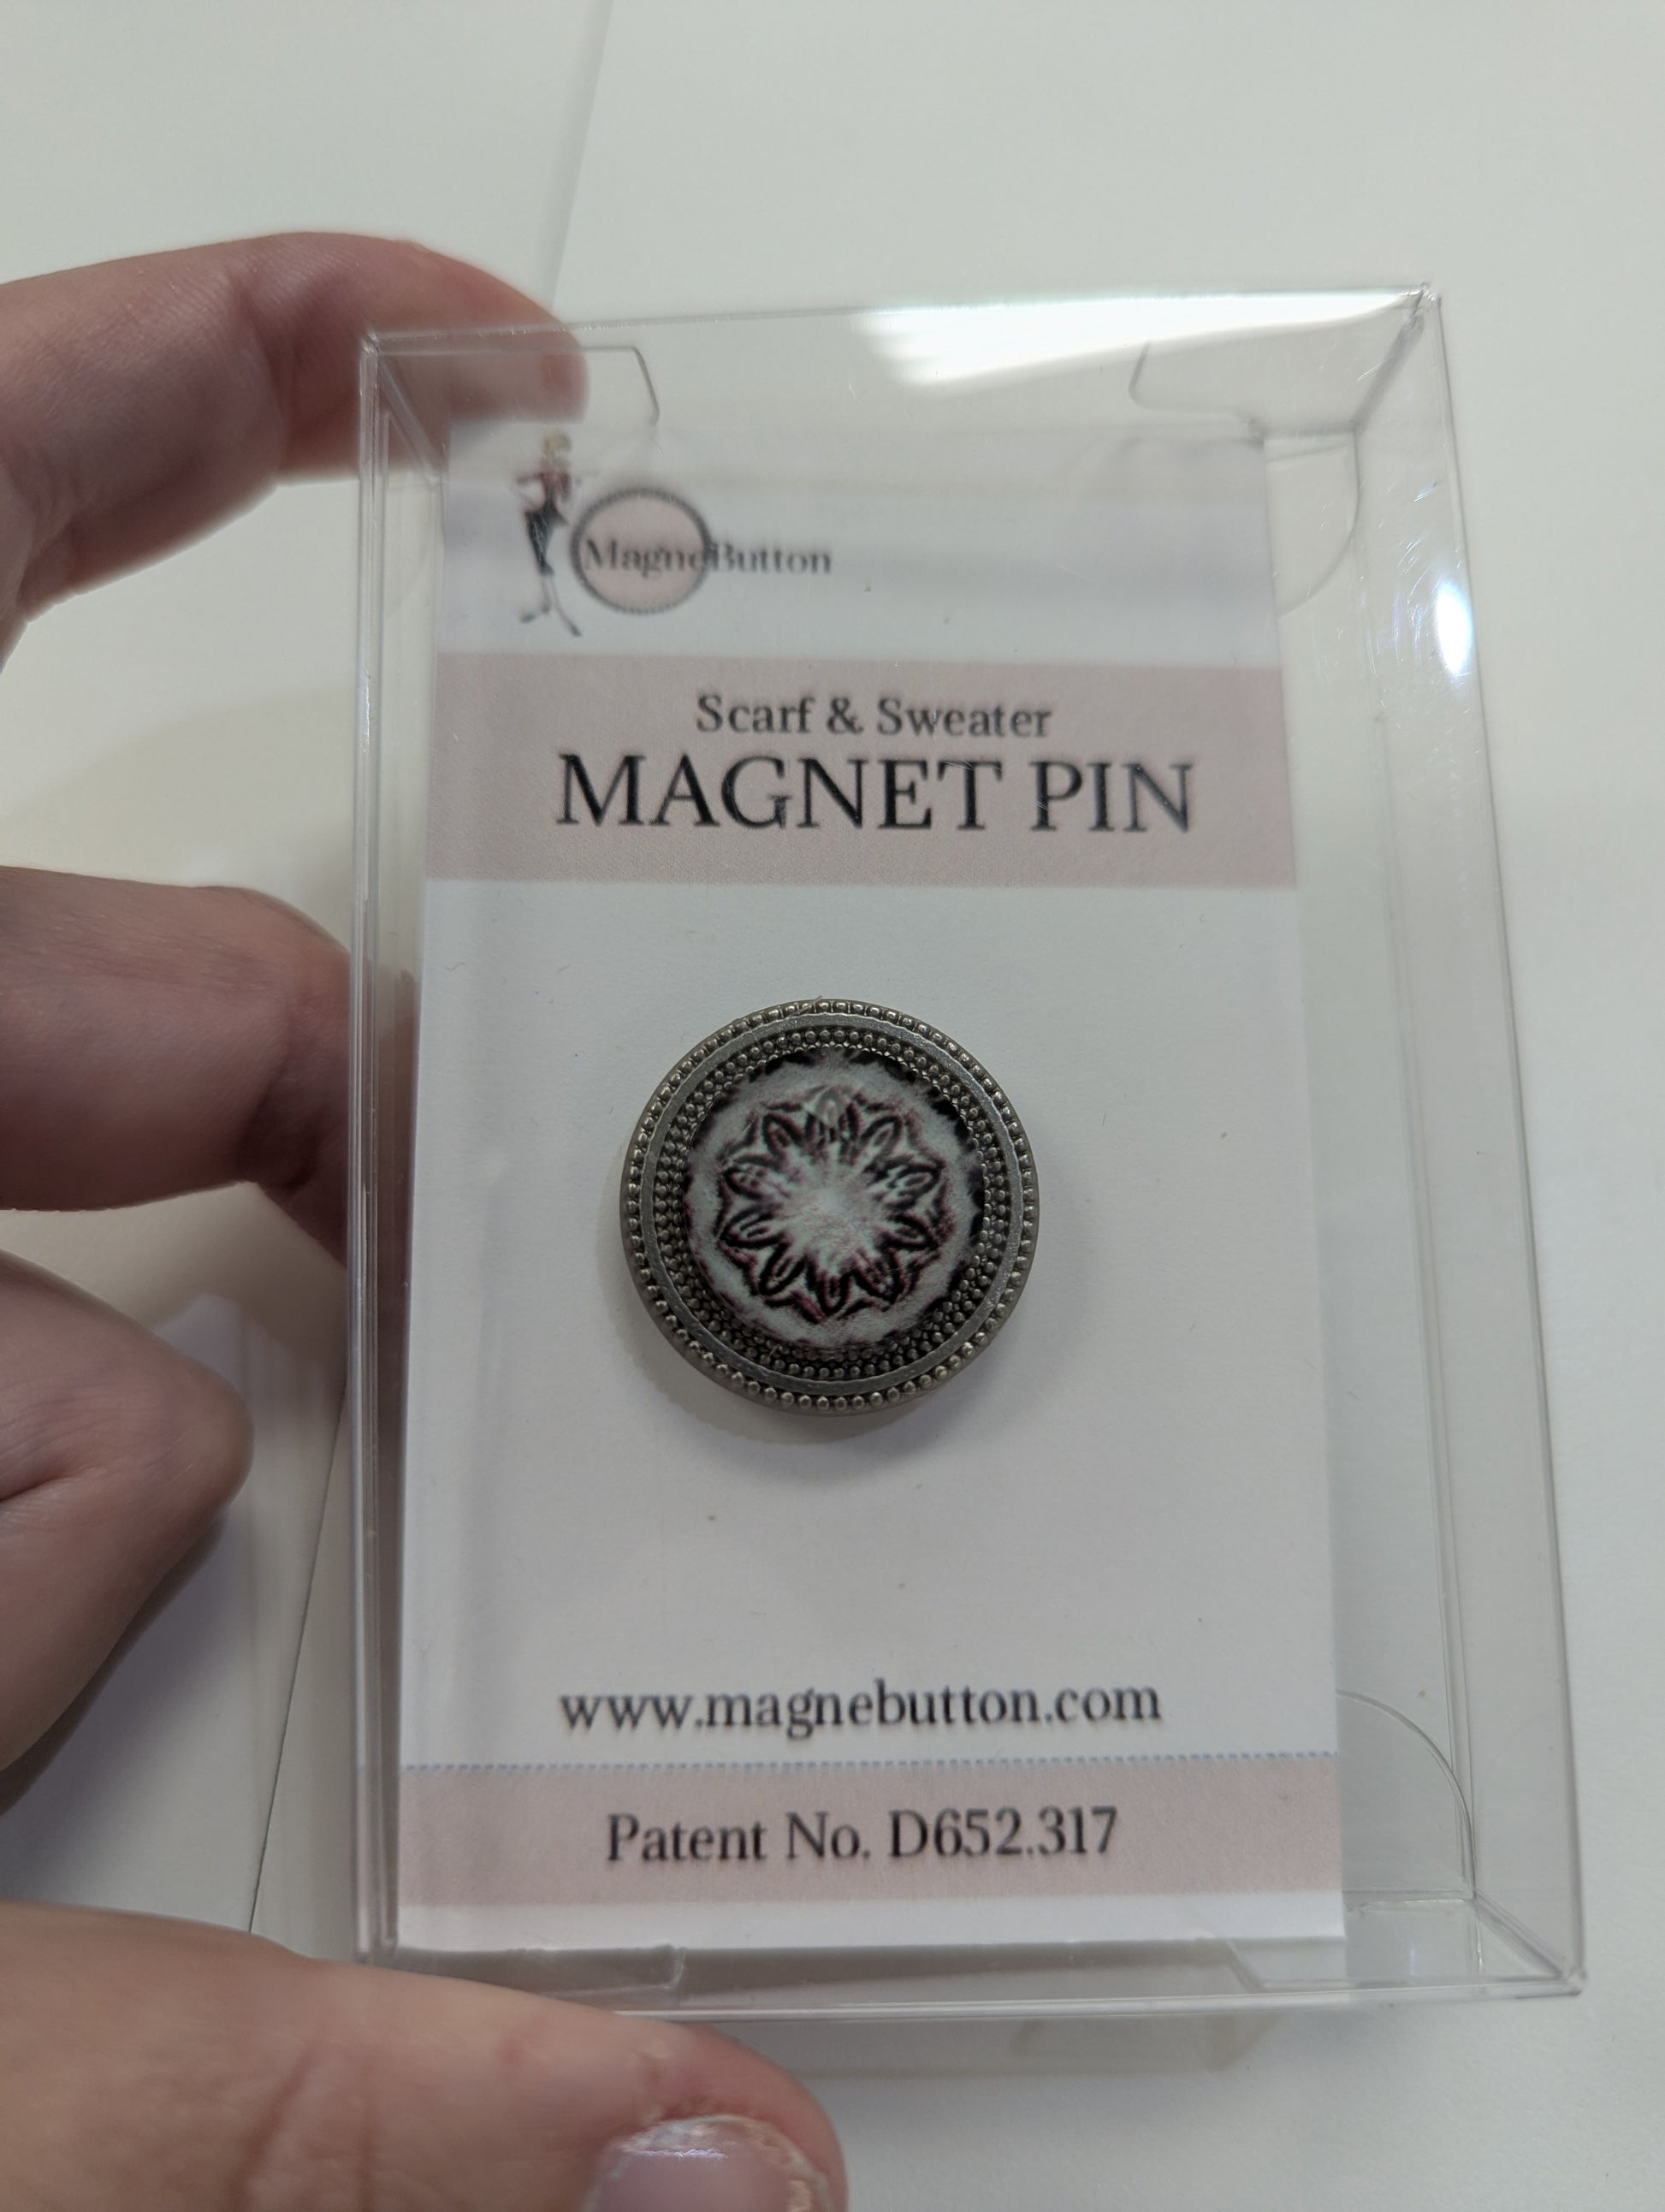 MagneButton
Scarf & Sweater
MAGNET PIN
www.magnebutton.com
Patent No. D652.317